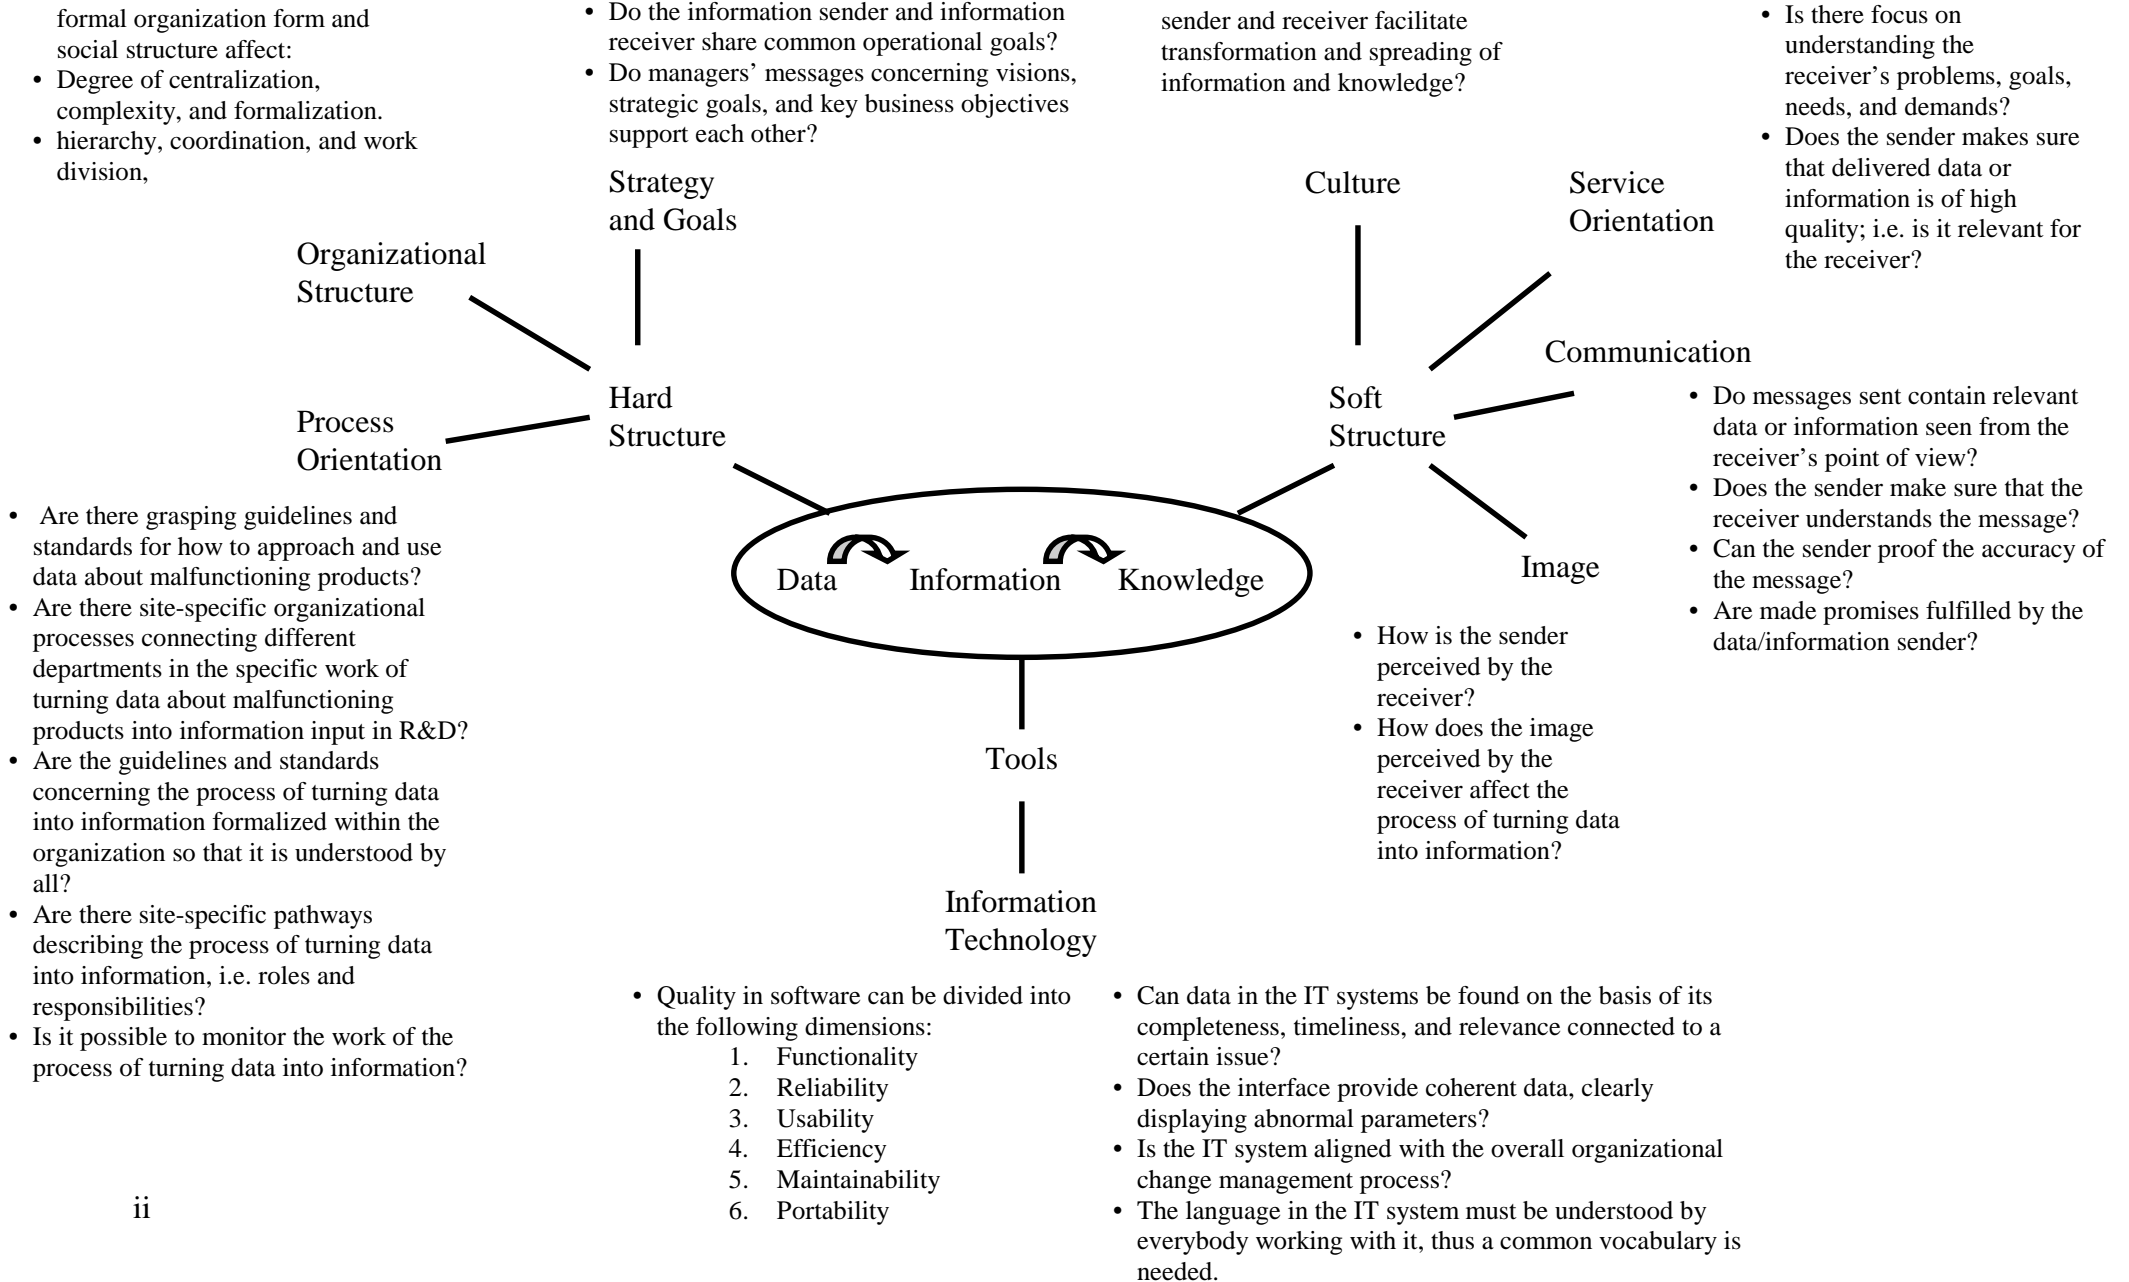 formal organization form and
social structure affect:
• Degree of centralization,
complexity, and formalization.
• hierarchy, coordination, and work
division,
• Do the information sender and information
receiver share common operational goals?
• Do managers’ messages concerning visions,
strategic goals, and key business objectives
support each other?
sender and receiver facilitate
transformation and spreading of
information and knowledge?
• Is there focus on
understanding the
receiver’s problems, goals,
needs, and demands?
• Does the sender makes sure
that delivered data or
information is of high
quality; i.e. is it relevant for
the receiver?
Strategy
and Goals
Culture
Service
Orientation
Organizational
Structure
Communication
Hard
Structure
Soft
Structure
Process
Orientation
• Do messages sent contain relevant
data or information seen from the
receiver’s point of view?
• Does the sender make sure that the
receiver understands the message?
• Can the sender proof the accuracy of
the message?
• Are made promises fulfilled by the
data/information sender?
• Are there grasping guidelines and
standards for how to approach and use
data about malfunctioning products?
• Are there site-specific organizational
processes connecting different
departments in the specific work of
turning data about malfunctioning
products into information input in R&D?
• Are the guidelines and standards
concerning the process of turning data
into information formalized within the
organization so that it is understood by
all?
• Are there site-specific pathways
describing the process of turning data
into information, i.e. roles and
responsibilities?
• Is it possible to monitor the work of the
process of turning data into information?
Data
Information
Knowledge
Image
• How is the sender
perceived by the
receiver?
• How does the image
perceived by the
receiver affect the
process of turning data
into information?
Tools
Information
Technology
• Quality in software can be divided into
the following dimensions:
1. Functionality
2. Reliability
3. Usability
4. Efficiency
5. Maintainability
6. Portability
• Can data in the IT systems be found on the basis of its
completeness, timeliness, and relevance connected to a
certain issue?
• Does the interface provide coherent data, clearly
displaying abnormal parameters?
• Is the IT system aligned with the overall organizational
change management process?
• The language in the IT system must be understood by
everybody working with it, thus a common vocabulary is
needed.
ii